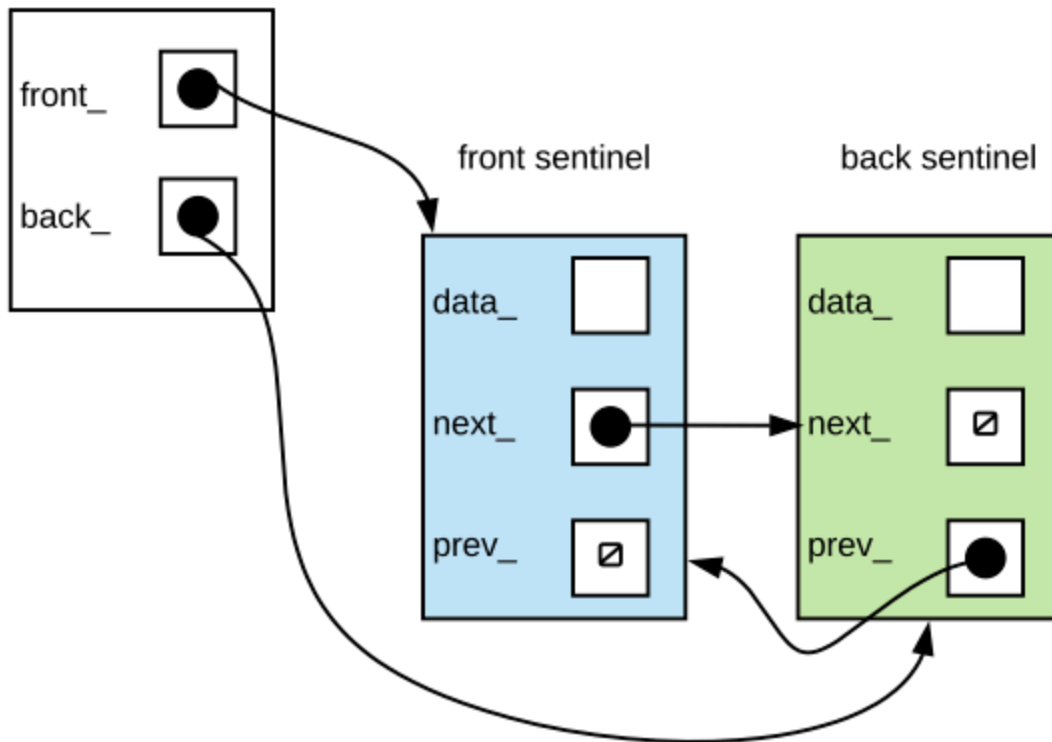 front_
back_
front sentinel
back sentinel
data_
next_
prev_
data_
next_
prev_